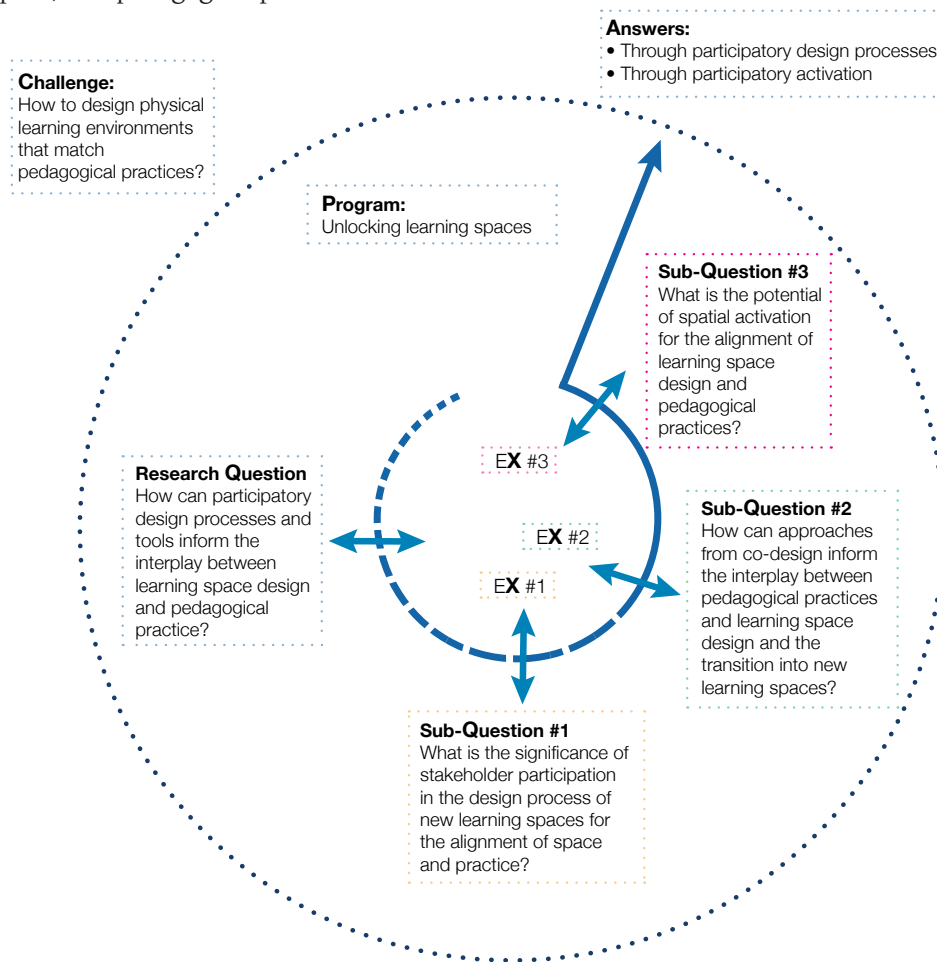 Answers:
• Through participatory design processes
• Through participatory activation
Challenge:
How to design physical
learning environments
that match
pedagogical practices?
Program:
Unlocking learning spaces
Sub-Question #3
What is the potential
of spatial activation
for the alignment of
learning space
design and
pedagogical
practices?
EX #3
Research Question
How can participatory
design processes and
tools inform the
interplay between
learning space design
and pedagogical
practice?
EX #2
EX #1
Sub-Question #2
How can approaches
from co-design inform
the interplay between
pedagogical practices
and learning space
design and the
transition into new
learning spaces?
Sub-Question #1
What is the significance of
stakeholder participation
in the design process of
new learning spaces for
the alignment of space
and practice?